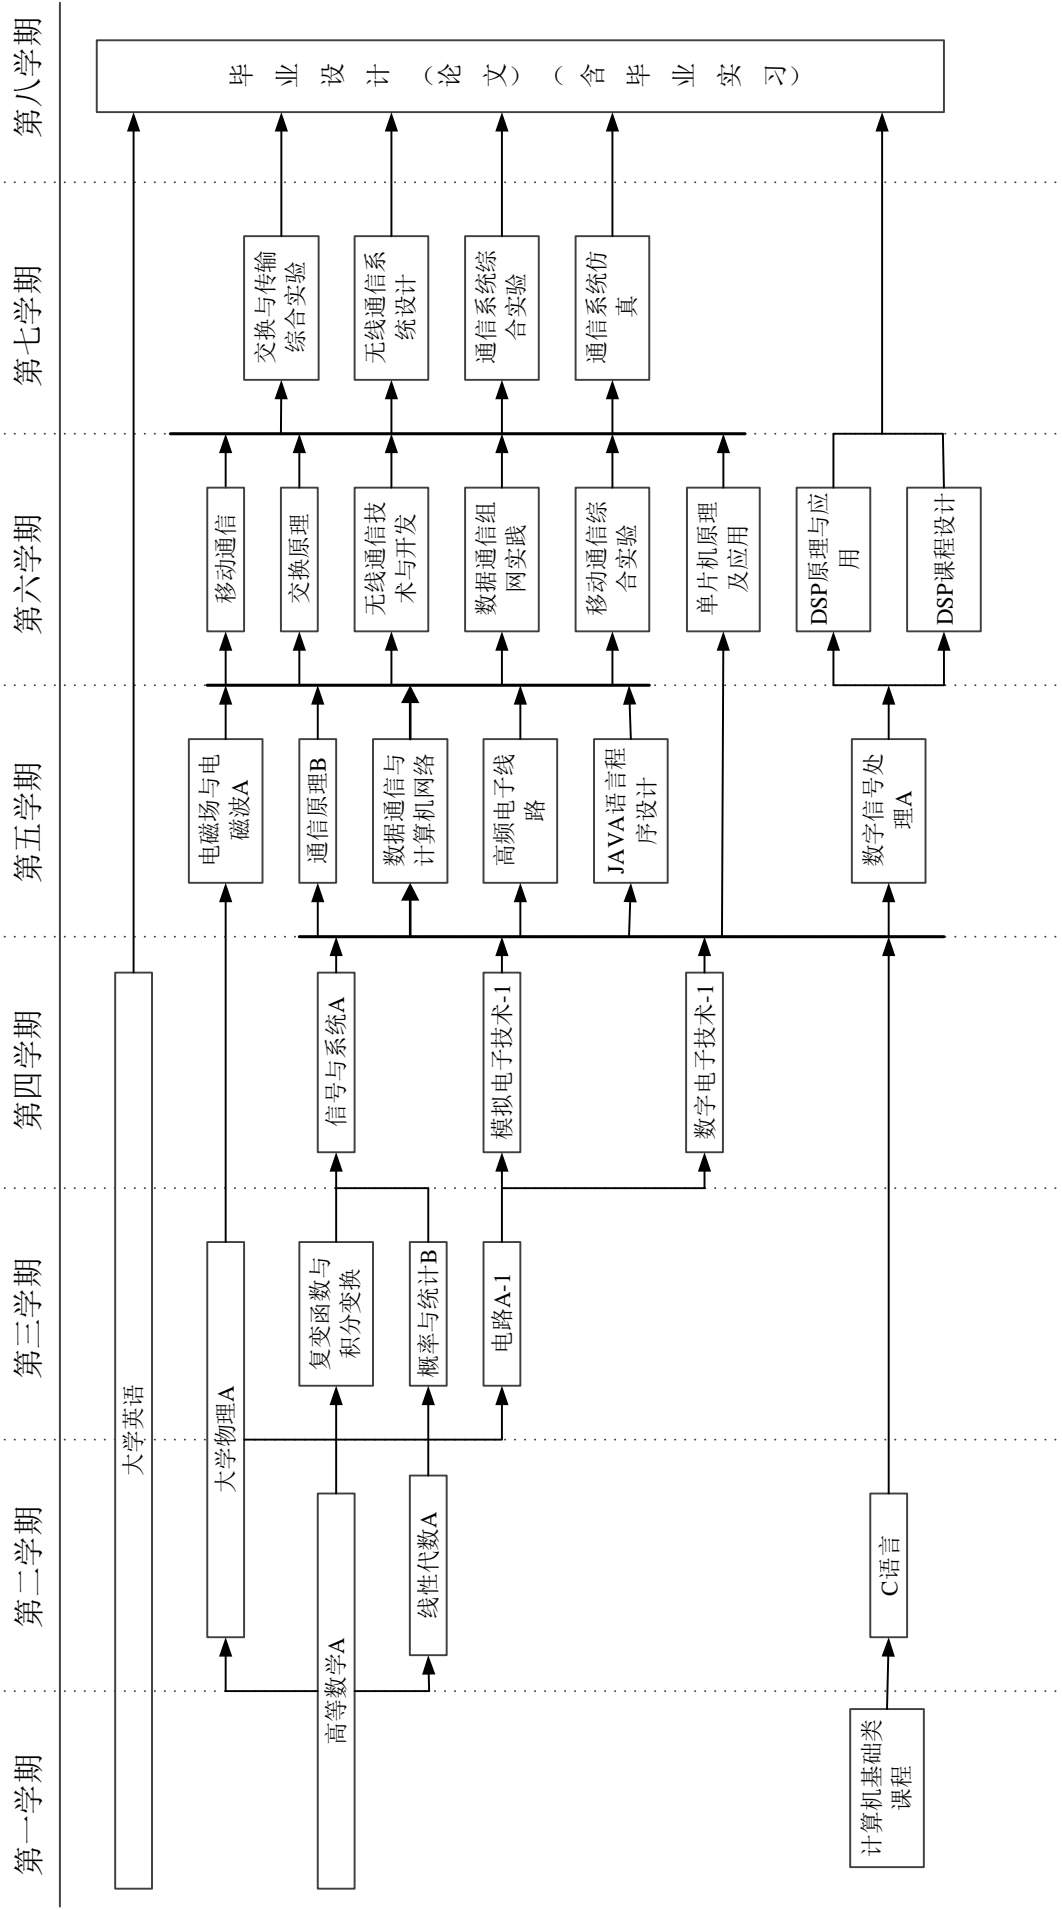 第一学期
第二学期
第三学期
第四学期
第五学期
第六学期
第七学期
第八学期
大学英语
大学物理A
高等数学A
线性代数A
计算机基础类
课程
C语言
复变函数与
积分变换
概率与统计B
电路A-1
信号与系统A
模拟电子技术-1
数字电子技术-1
电磁场与电
磁波A
通信原理B
数据通信与
计算机网络
高频电子线
路
JAVA语言程
序设计
数字信号处
理A
移动通信
交换原理
无线通信技
术与开发
数据通信组
网实践
移动通信综
合实验
单片机原理
及应用
DSP原理与应
用
DSP课程设计
交换与传输
综合实验
无线通信系
统设计
通信系统综
合实验
通信系统仿
真
毕业设计（论文）（含毕业实习）